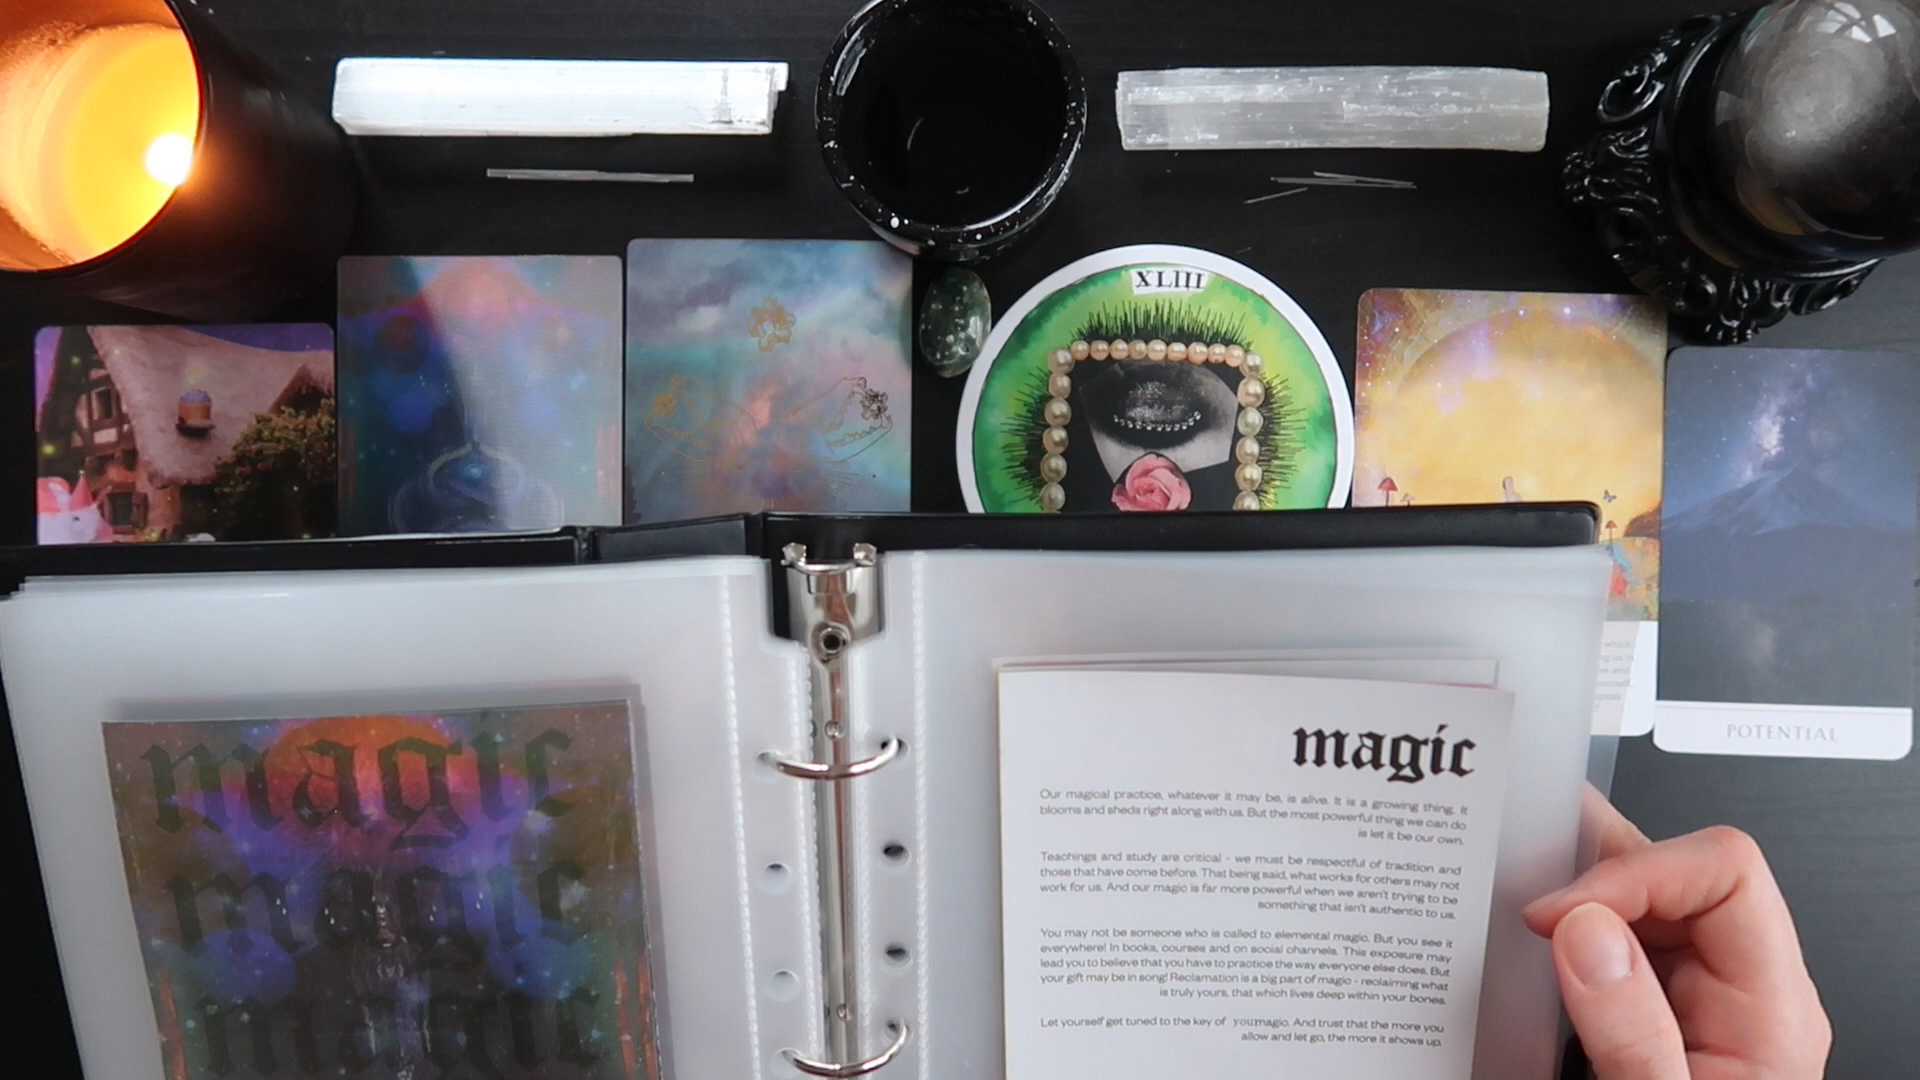 XLIII
which
POTENTIAL
magic
magic
magic
magic
Our magical practice, whatever it may be, is alive. It is a growing thing. It
blooms and sheds right along with us. But the most powerful thing we can do
is let it be our own.
Teachings and study are critical - we must be respectful of tradition and
those that have come before. That being said, what works for others may not
work for us. And our magic is far more powerful when we aren't trying to be
something that isn't authentic to us.
You may not be someone who is called to elemental magic. But you see it
everywhere! In books, courses and on social channels. This exposure may
lead you to believe that you have to practice the way everyone else does. But
your gift may be in song! Reclamation is a big part of magic - reclaiming what
is truly yours, that which lives deep within your bones.
Let yourself get tuned to the key of your magic. And trust that the more you
allow and let go, the more it shows up.